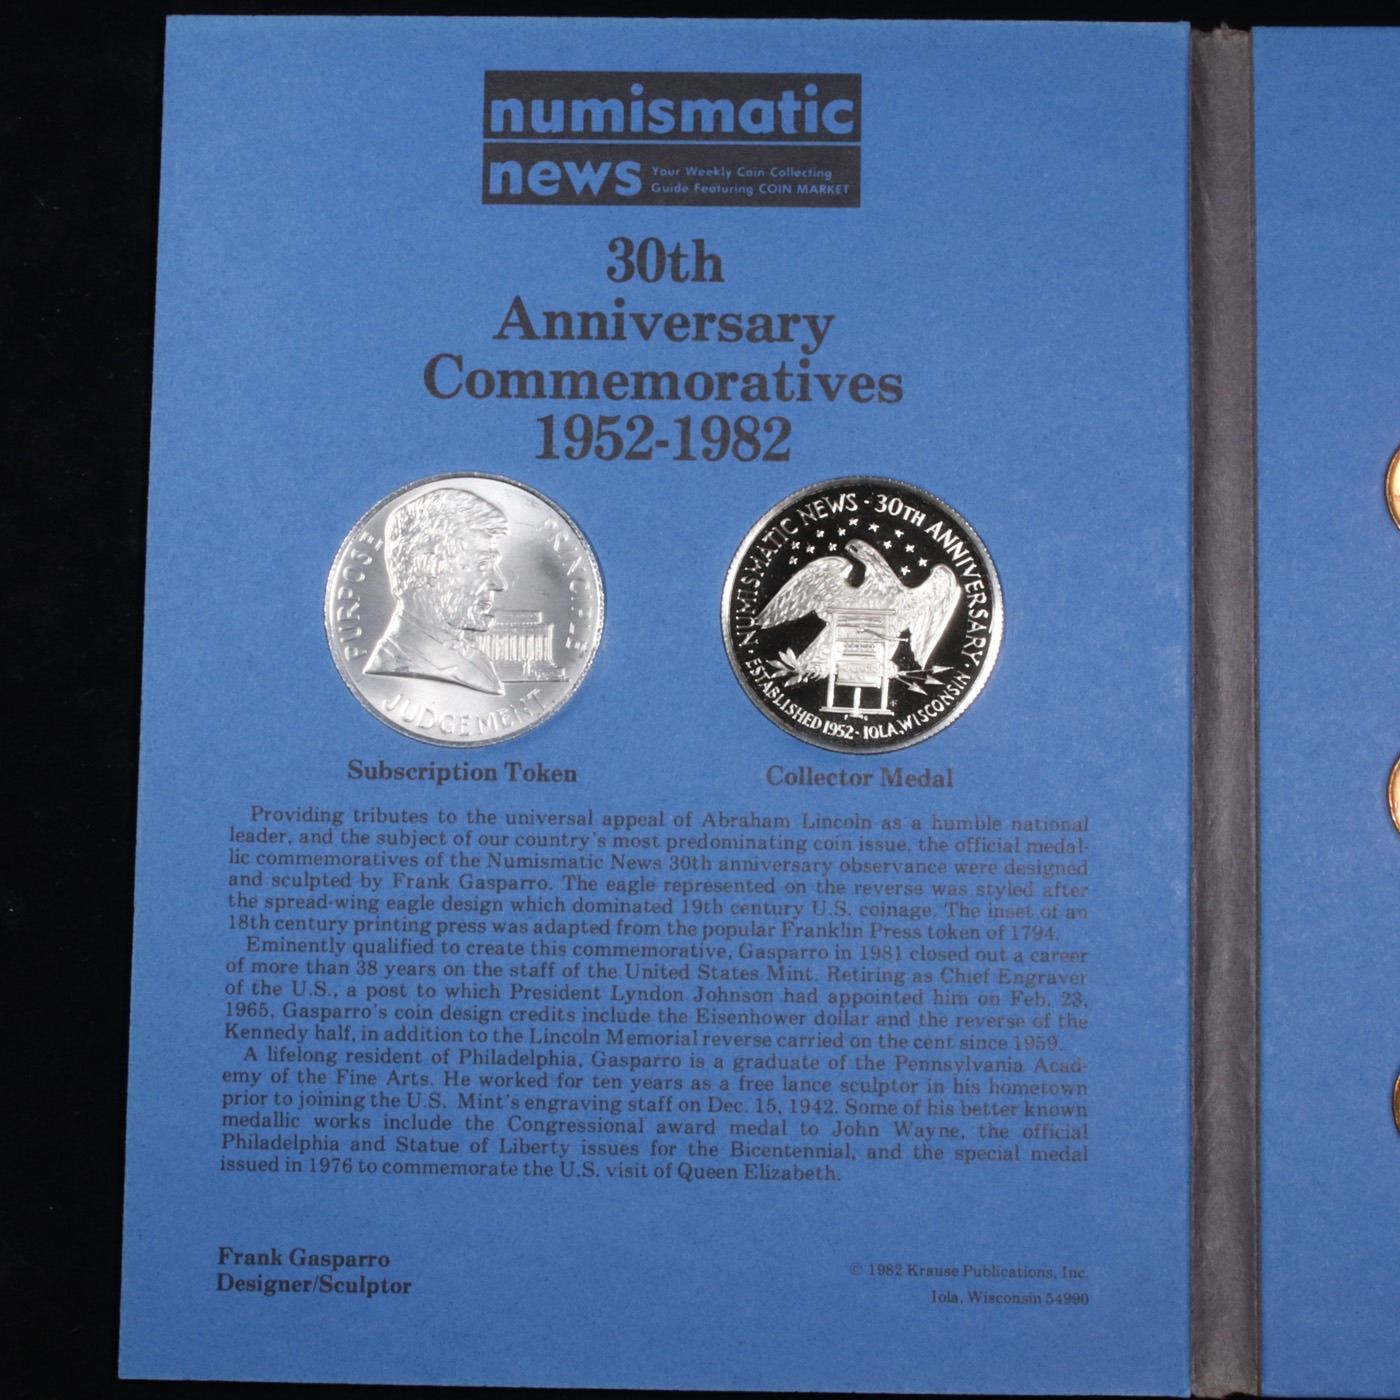 numismatic
news
Your Weekly Coin Collecting
Guide Featuring COIN MARKET
30th
Anniversary
Commemoratives
1952-1982
PURPOSE
PRINCIPLE
JUDGEMENT
NUMISMATIC NEWS · 30TH ANNIVERSARY
ESTABLISHED 1952 · IOLA, WISCONSIN
Subscription Token
Collector Medal
Providing tributes to the universal appeal of Abraham Lincoln as a humble national
leader, and the subject of our country's most predominating coin issue, the official medal-
lic commemoratives of the Numismatic News 30th anniversary observance were designed
and sculpted by Frank Gasparro. The eagle represented on the reverse was styled after
the spread-wing eagle design which dominated 19th century U.S. coinage. The inset of an
18th century printing press was adapted from the popular Franklin Press token of 1794.
Eminently qualified to create this commemorative, Gasparro in 1981 closed out a career
of more than 38 years on the staff of the United States Mint. Retiring as Chief Engraver
of the U.S., a post to which President Lyndon Johnson had appointed him on Feb. 23,
1965, Gasparro's coin design credits include the Eisenhower dollar and the reverse of the
Kennedy half, in addition to the Lincoln Memorial reverse carried on the cent since 1959.
A lifelong resident of Philadelphia, Gasparro is a graduate of the Pennsylvania Acad-
emy of the Fine Arts. He worked for ten years as a free lance sculptor in his hometown
prior to joining the U.S. Mint's engraving staff on Dec. 15, 1942. Some of his better known
medallic works include the Congressional award medal to John Wayne, the official
Philadelphia and Statue of Liberty issues for the Bicentennial, and the special medal
issued in 1976 to commemorate the U.S. visit of Queen Elizabeth.
Frank Gasparro
Designer/Sculptor
© 1982 Krause Publications, Inc.
Iola, Wisconsin 54990